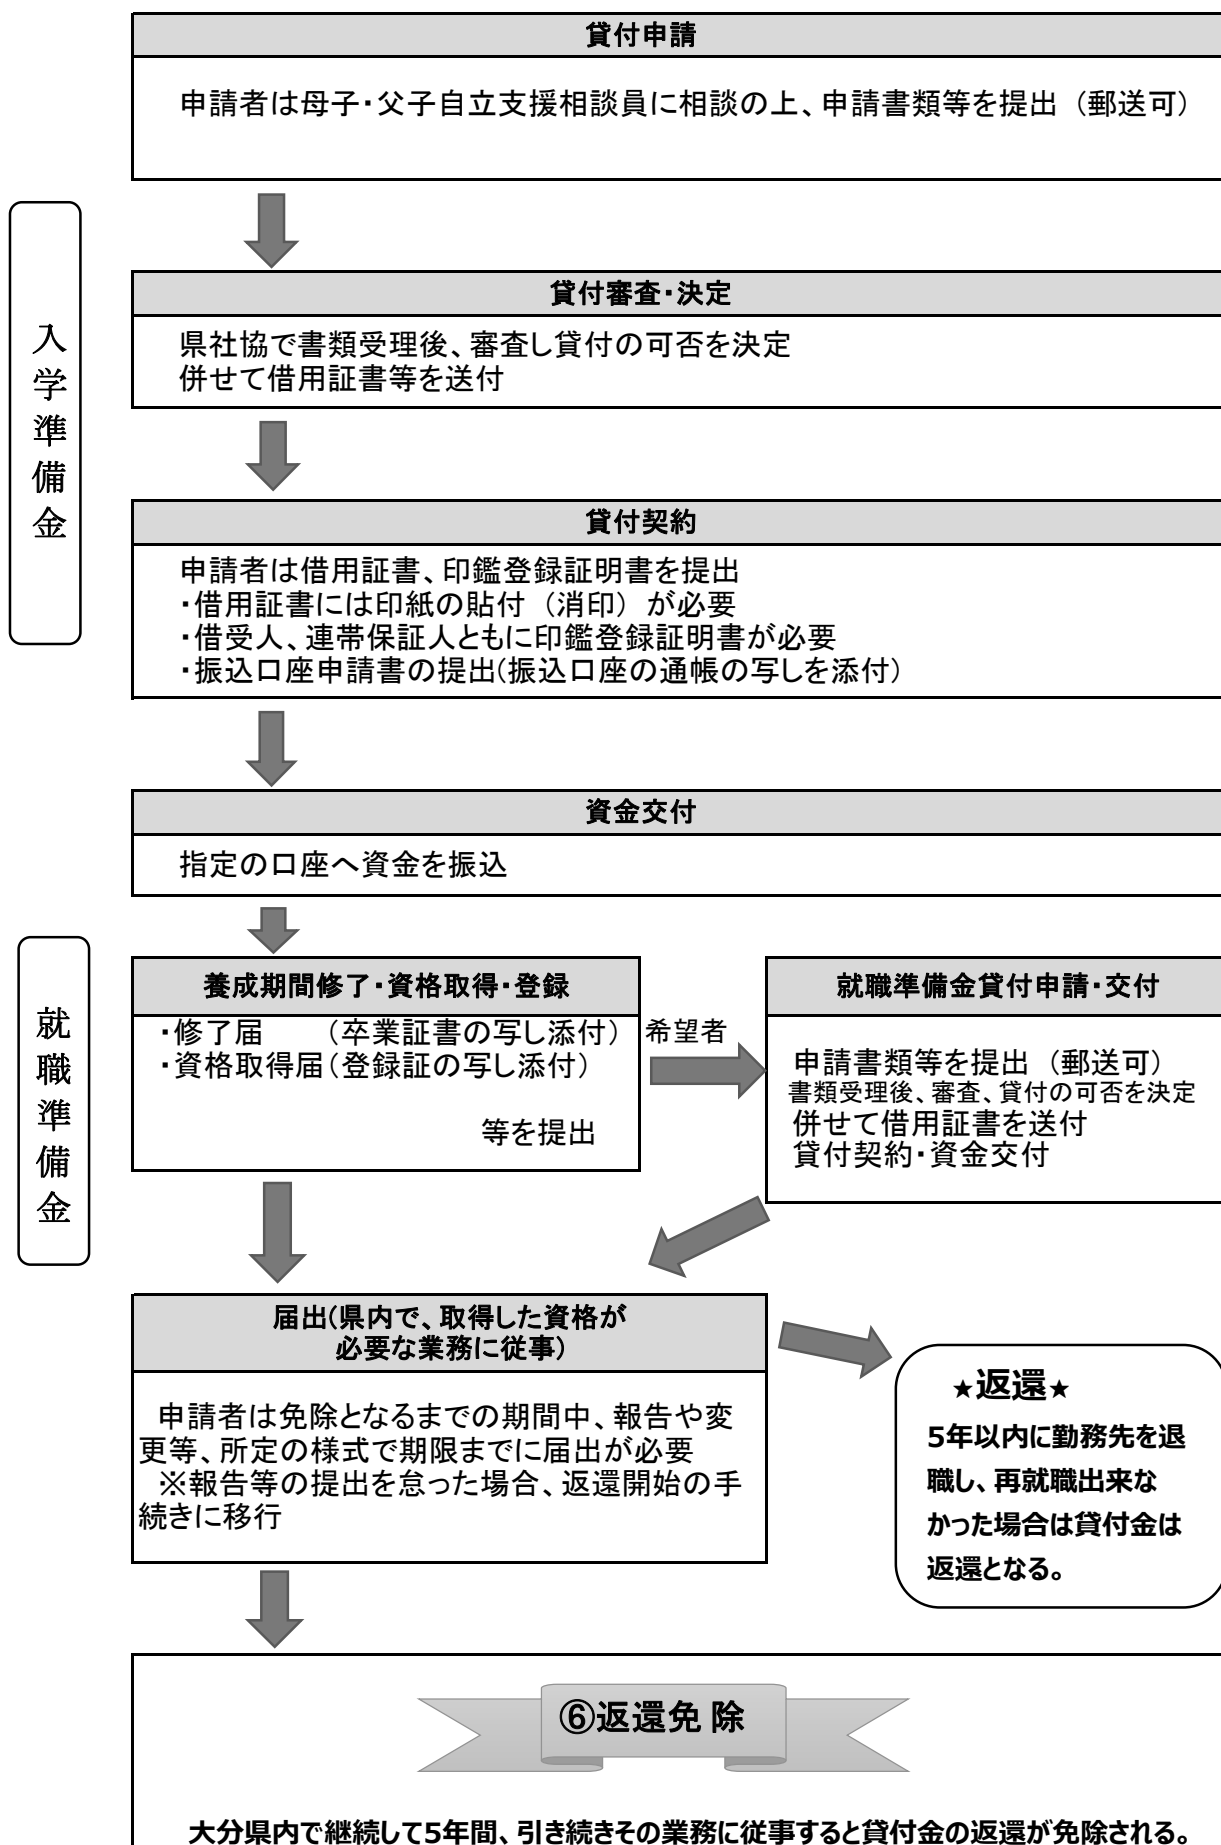 貸付申請
申請者は母子・父子自立支援相談員に相談の上、申請書類等を提出（郵送可）
入学準備金
貸付審査・決定
県社協で書類受理後、審査し貸付の可否を決定
併せて借用証書等を送付
貸付契約
申請者は借用証書、印鑑登録証明書を提出
・借用証書には印紙の貼付（消印）が必要
・借受人、連帯保証人ともに印鑑登録証明書が必要
・振込口座申請書の提出(振込口座の通帳の写しを添付)
資金交付
指定の口座へ資金を振込
就職準備金
養成期間修了・資格取得・登録
・修了届　　（卒業証書の写し添付）
・資格取得届（登録証の写し添付）
等を提出
希望者
就職準備金貸付申請・交付
申請書類等を提出（郵送可）
書類受理後、審査、貸付の可否を決定
併せて借用証書を送付
貸付契約・資金交付
届出(県内で、取得した資格が
必要な業務に従事)
申請者は免除となるまでの期間中、報告や変
更等、所定の様式で期限までに届出が必要
※報告等の提出を怠った場合、返還開始の手
続きに移行
★返還★
5年以内に勤務先を退
職し、再就職出来な
かった場合は貸付金は
返還となる。
⑥返還免 除
大分県内で継続して5年間、引き続きその業務に従事すると貸付金の返還が免除される。